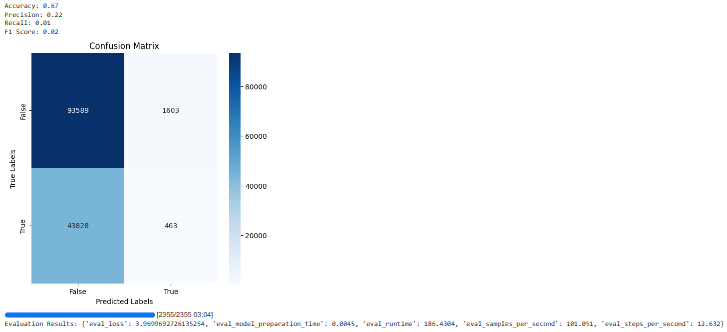 Accuracy: 0.67
Precision: 0.22
Recall: 0.01
F1 Score: 0.02
Confusion Matrix
False
93589
1603
True
43828
463
True Labels
False
True
Predicted Labels
80000
60000
40000
20000
[2355/2355 03:04]
Evaluation Results: {'eval_loss': 3.9699692726135254, 'eval_model_preparation_time': 0.0045, 'eval_runtime': 186.4304, 'eval_samples_per_second': 101.051, 'eval_steps_per_second': 12.632}